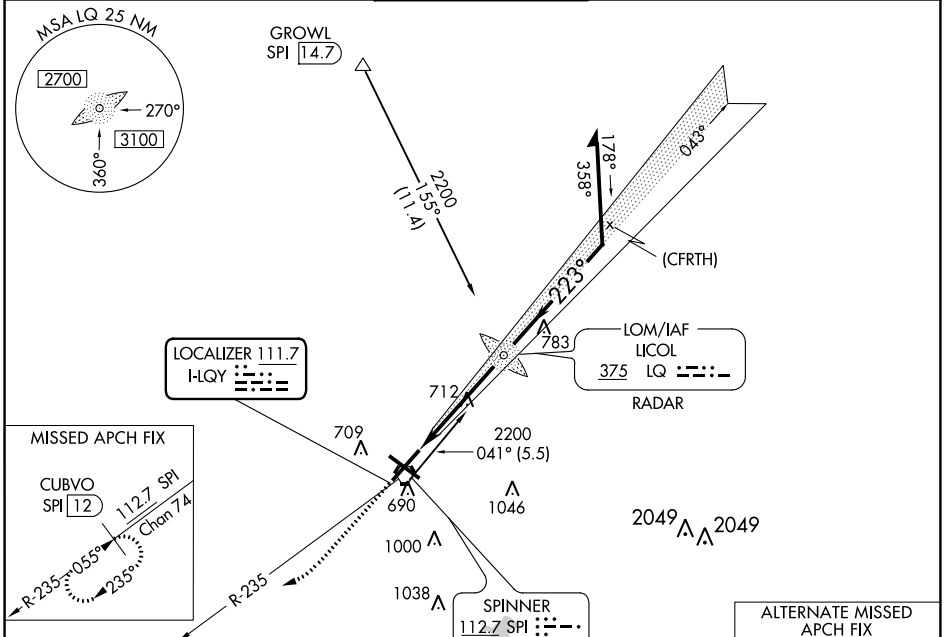 MSA LQ 25 NM
2700
270°
3100
360°
GROWL
SPI 14.7
2200
155°
(11.4)
178°
358°
043°
223°
(CFRTH)
783
LOM/IAF
LICOL
375 LQ
RADAR
LOCALIZER 111.7
I-LQY
712
709
2200
041° (5.5)
690
1046
1000
2049
2049
1038
MISSED APCH FIX
CUBVO
SPI 12
112.7 SPI
Chan 74
R-235
055°
235°
R-235
SPINNER
112.7 SPI
ALTERNATE MISSED
APCH FIX